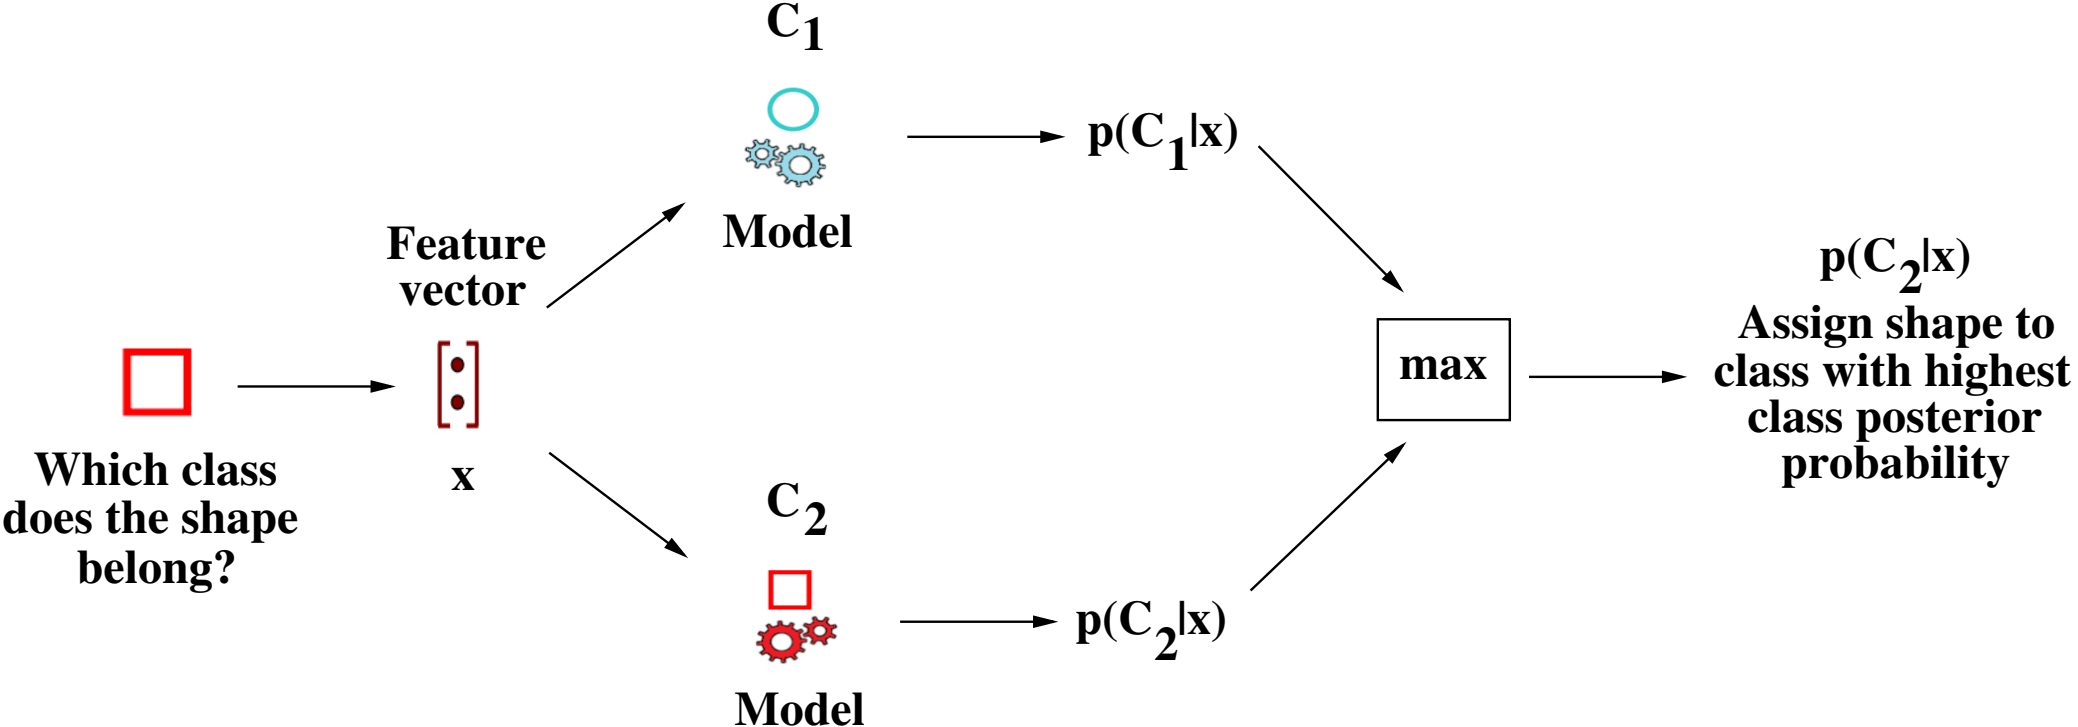 Which class
does the shape
belong?
Feature
vector
x
C1
Model
p(C1|x)
C2
Model
p(C2|x)
max
p(C2|x)
Assign shape to
class with highest
class posterior
probability